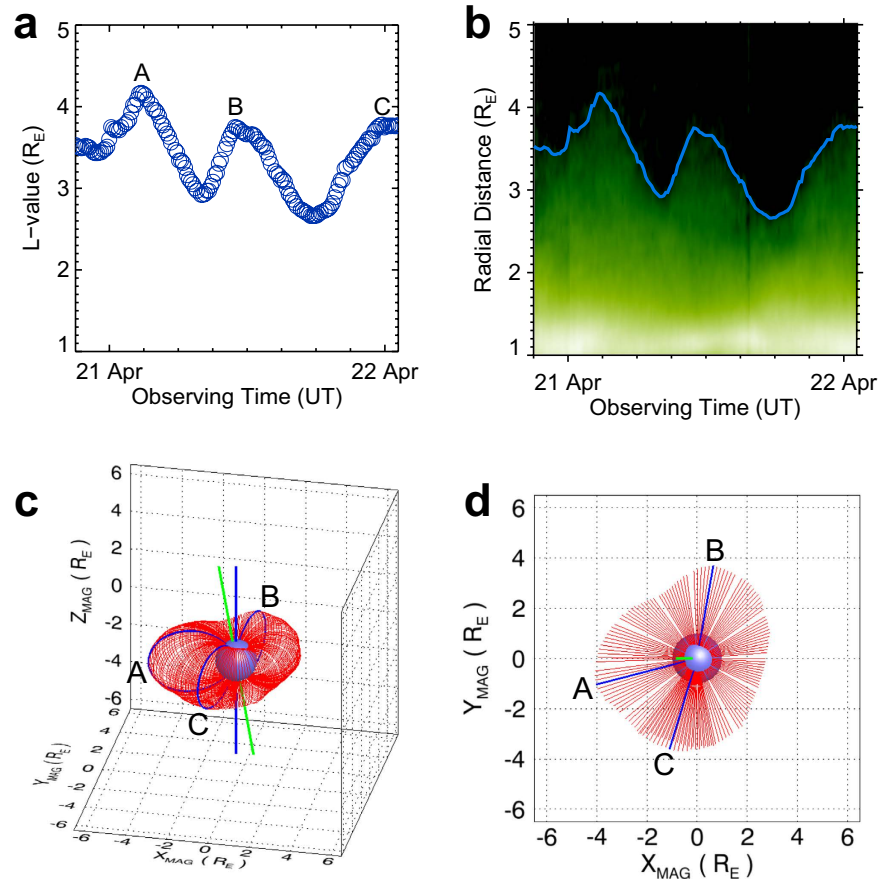 a
5
4
3
2
1
L-value (R_E)
A
B
C
21 Apr
22 Apr
Observing Time (UT)
b
5
4
3
2
1
Radial Distance (R_E)
21 Apr
22 Apr
Observing Time (UT)
c
6
4
2
0
-2
-4
-6
Z_MAG ( R_E )
A
B
C
4
2
0
-2
-4
-6
Y_MAG (R_E)
-6
-4
-2
0
2
4
6
X_MAG ( R_E )
d
6
4
2
0
-2
-4
-6
Y_MAG ( R_E )
A
B
C
-6
-4
-2
0
2
4
6
X_MAG ( R_E )